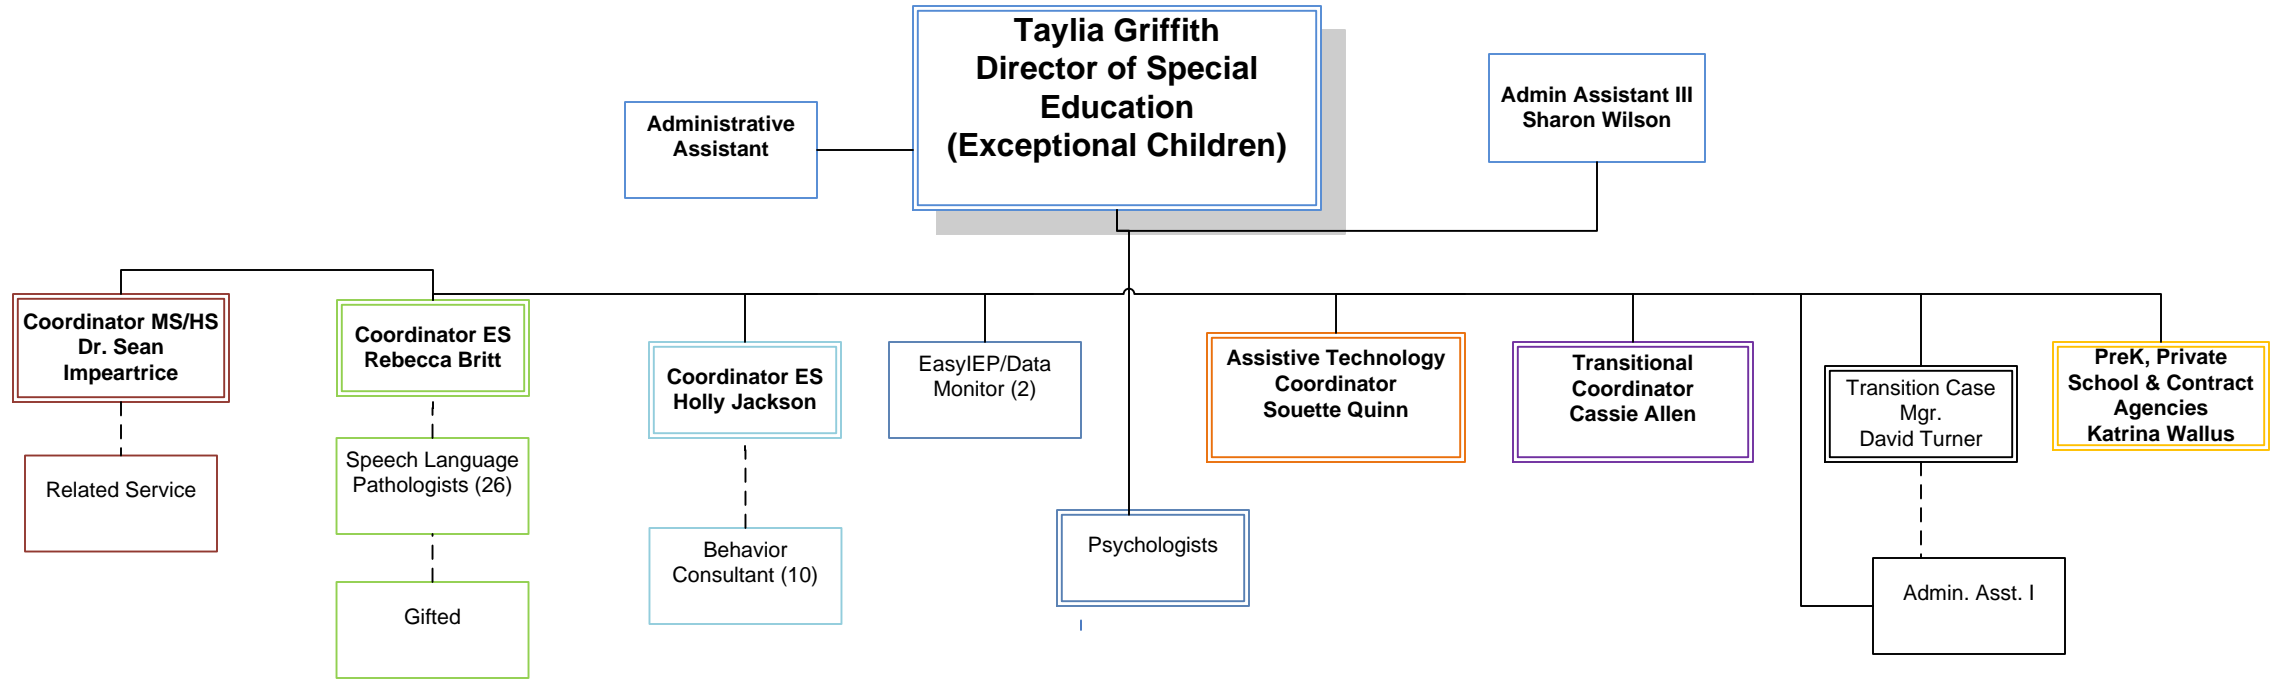 Taylia Griffith
Director of Special
Education
(Exceptional Children)
Administrative
Assistant
Admin Assistant III
Sharon Wilson
Coordinator MS/HS
Dr. Sean
Impeartrice
Related Service
Coordinator ES
Rebecca Britt
Speech Language
Pathologists (26)
Gifted
Coordinator ES
Holly Jackson
Behavior
Consultant (10)
EasyIEP/Data
Monitor (2)
Psychologists
Assistive Technology
Coordinator
Souette Quinn
Transitional
Coordinator
Cassie Allen
Transition Case
Mgr.
David Turner
Admin. Asst. I
PreK, Private
School & Contract
Agencies
Katrina Wallus